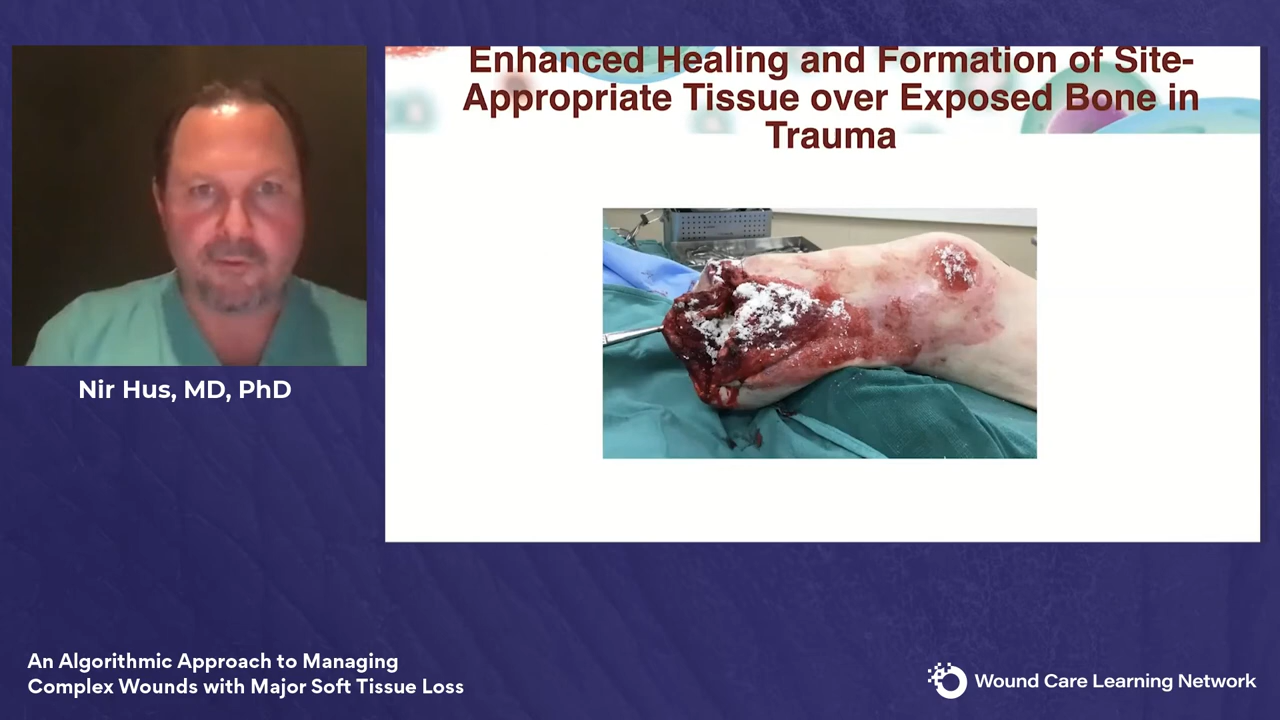 Enhanced Healing and Formation of Site-
Appropriate Tissue over Exposed Bone in
Trauma
Nir Hus, MD, PhD
An Algorithmic Approach to Managing
Complex Wounds with Major Soft Tissue Loss
Wound Care Learning Network